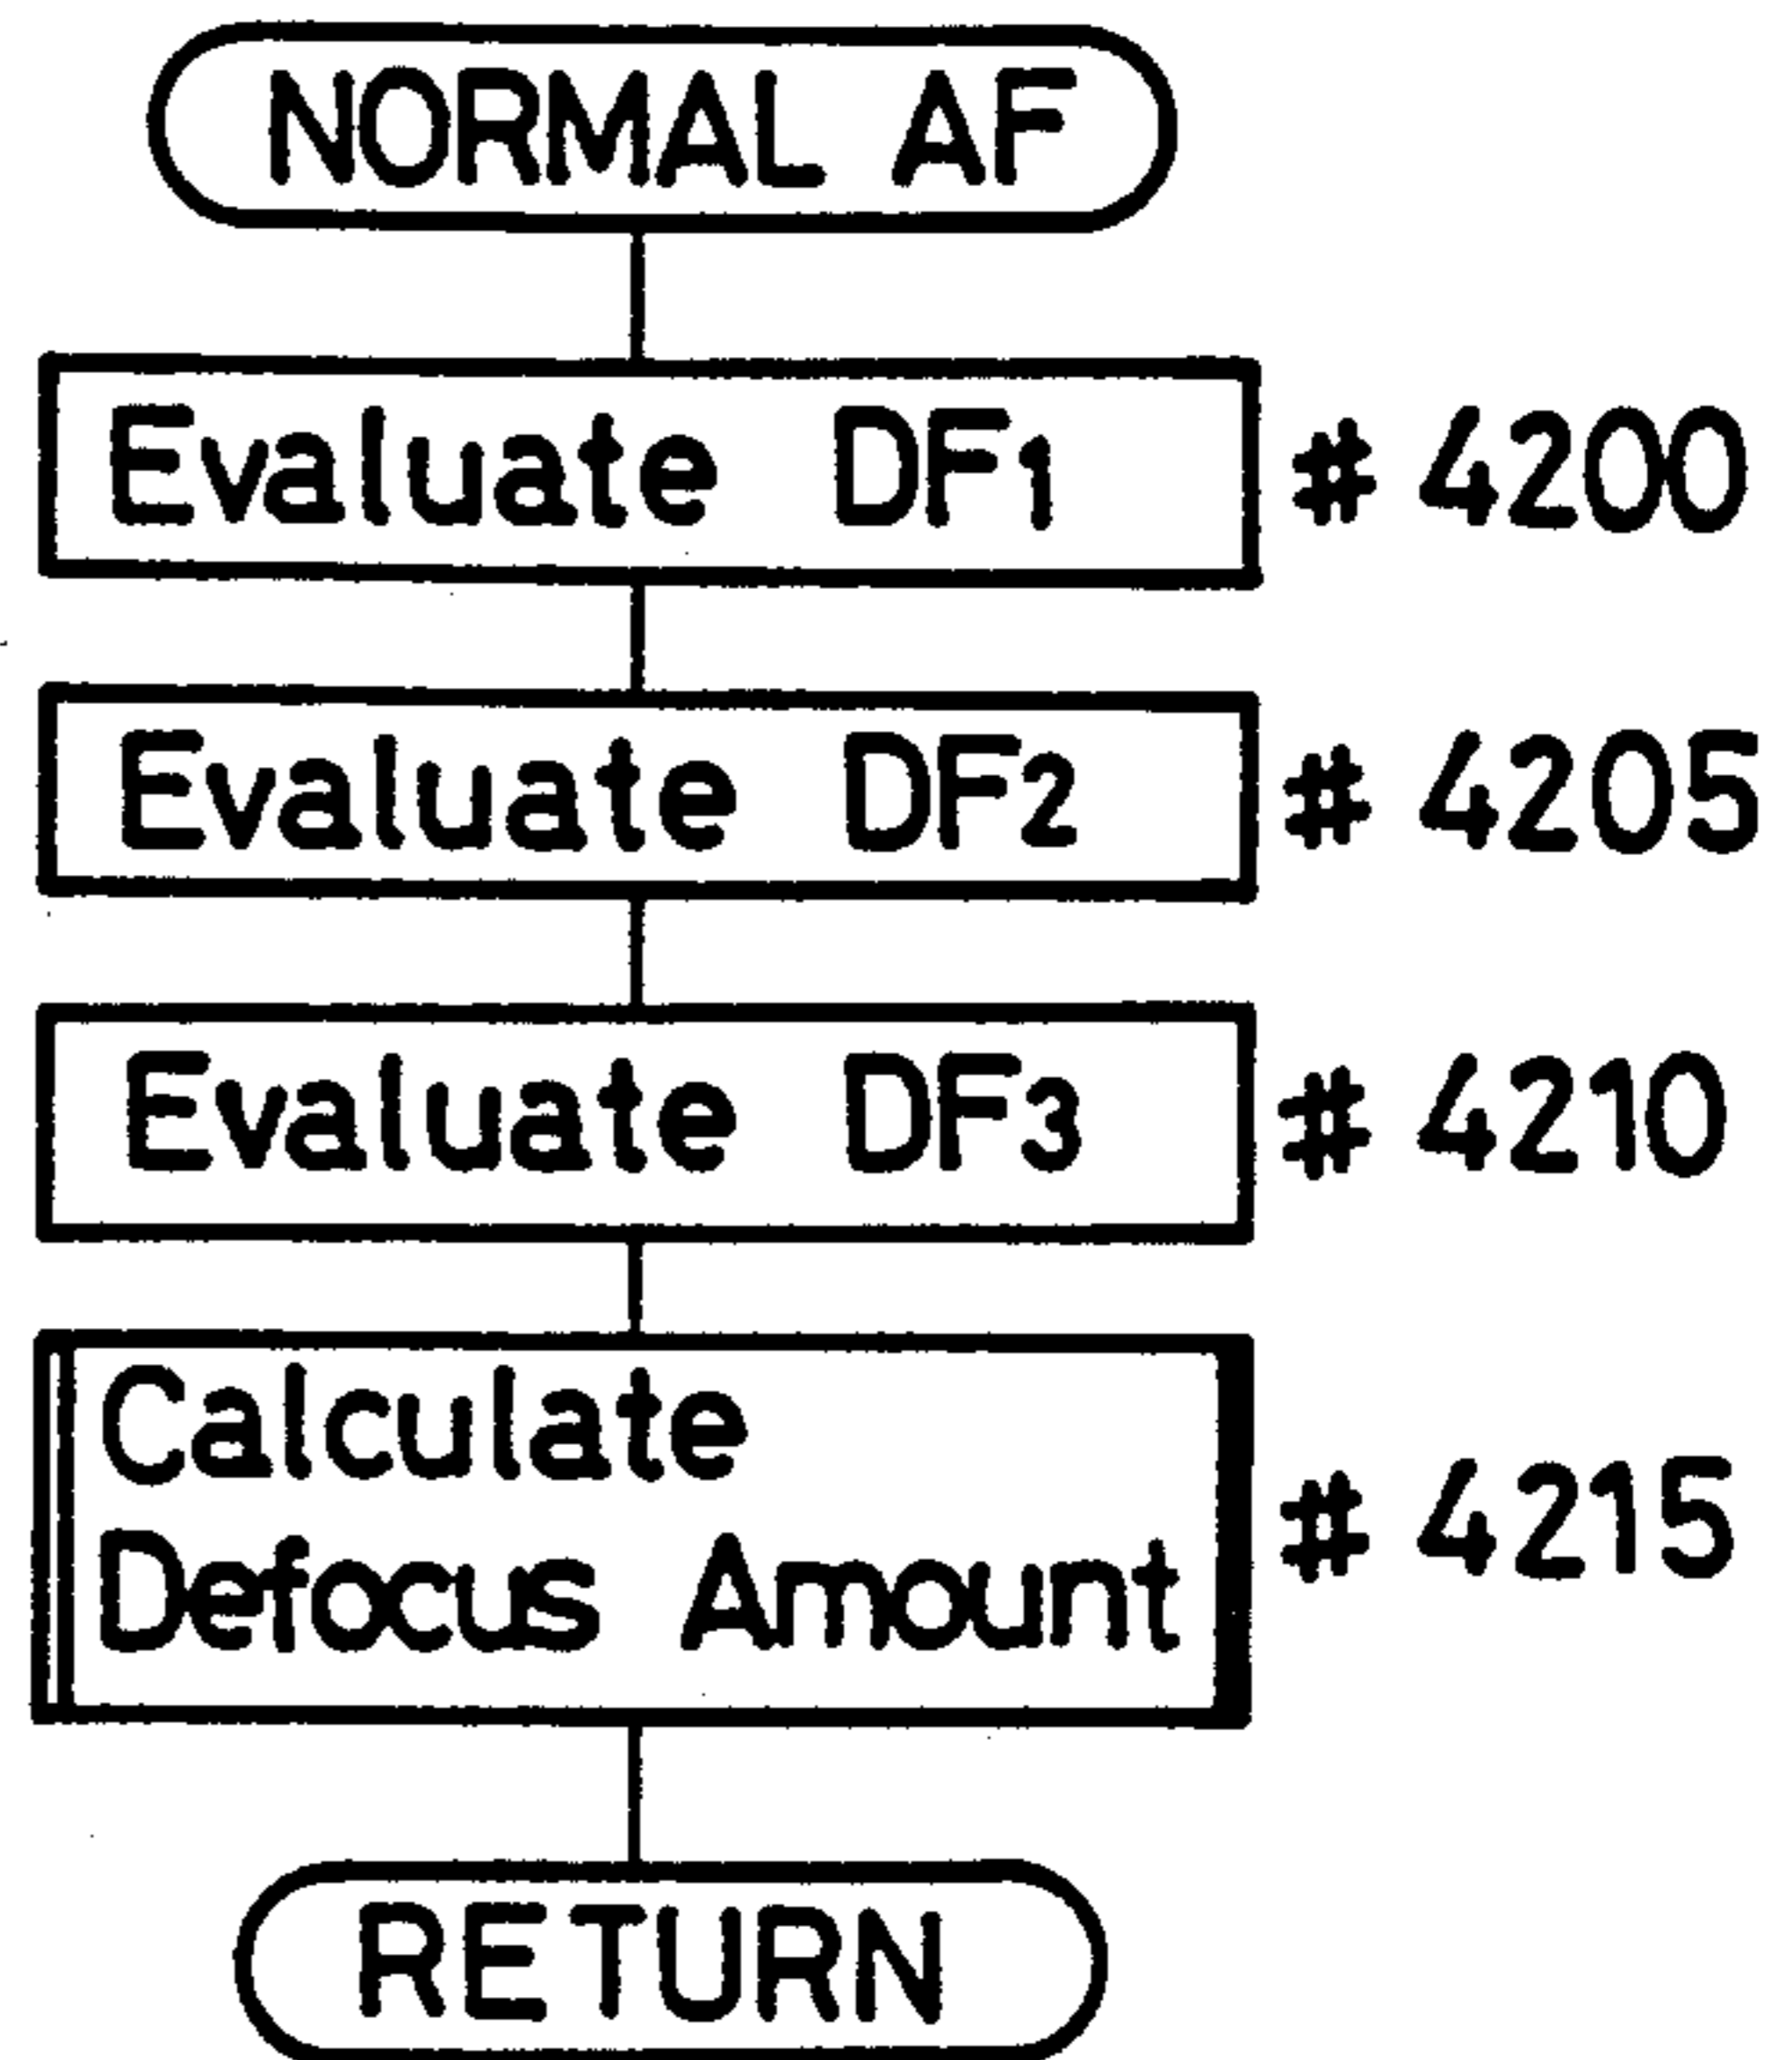 NORMAL AF
Evaluate DF1 # 4200
Evaluate DF2 # 4205
Evaluate DF3 # 4210
Calculate
Defocus Amount # 4215
RETURN